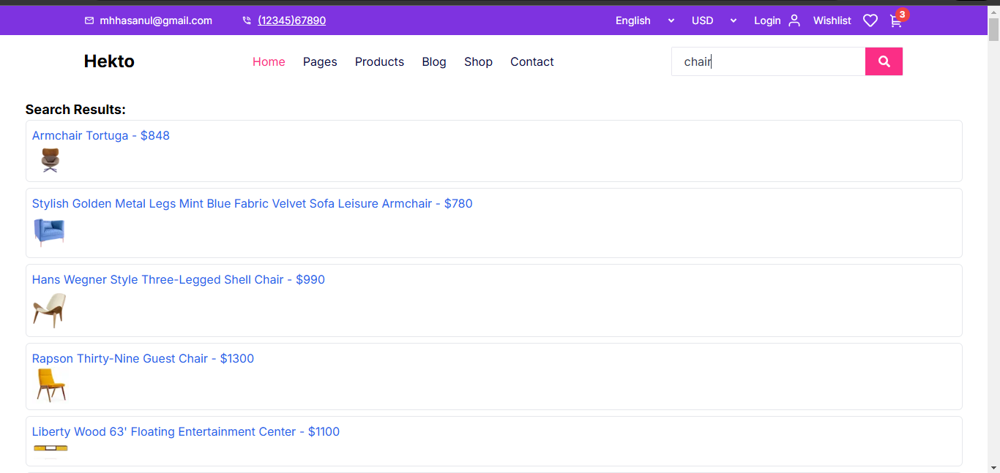 mhhasanul@gmail.com (12345)67890 English USD Login Wishlist 3
Hekto Home Pages Products Blog Shop Contact chair
Search Results:
Armchair Tortuga - $848
Stylish Golden Metal Legs Mint Blue Fabric Velvet Sofa Leisure Armchair - $780
Hans Wegner Style Three-Legged Shell Chair - $990
Rapson Thirty-Nine Guest Chair - $1300
Liberty Wood 63' Floating Entertainment Center - $1100